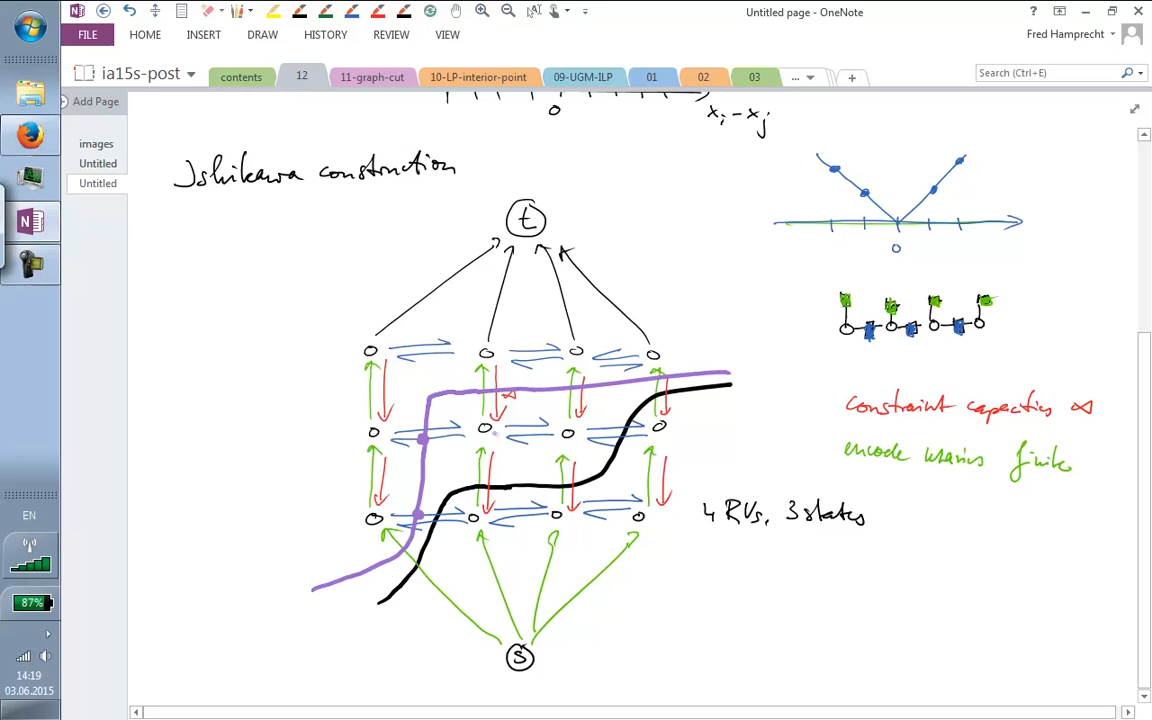 Untitled page - OneNote
FILE HOME INSERT DRAW HISTORY REVIEW VIEW
Fred Hamprecht
ia15s-post
contents 12 11-graph-cut 10-LP-interior-point 09-UGM-ILP 01 02 03 ...
Search (Ctrl+E)
Add Page
images
Untitled
Untitled
0
x_i - x_j
Ishikawa construction
t
0
∞
constraint capacities ∞
encode unaries finite
4 RVs, 3 states
s
EN
87%
14:19
03.06.2015